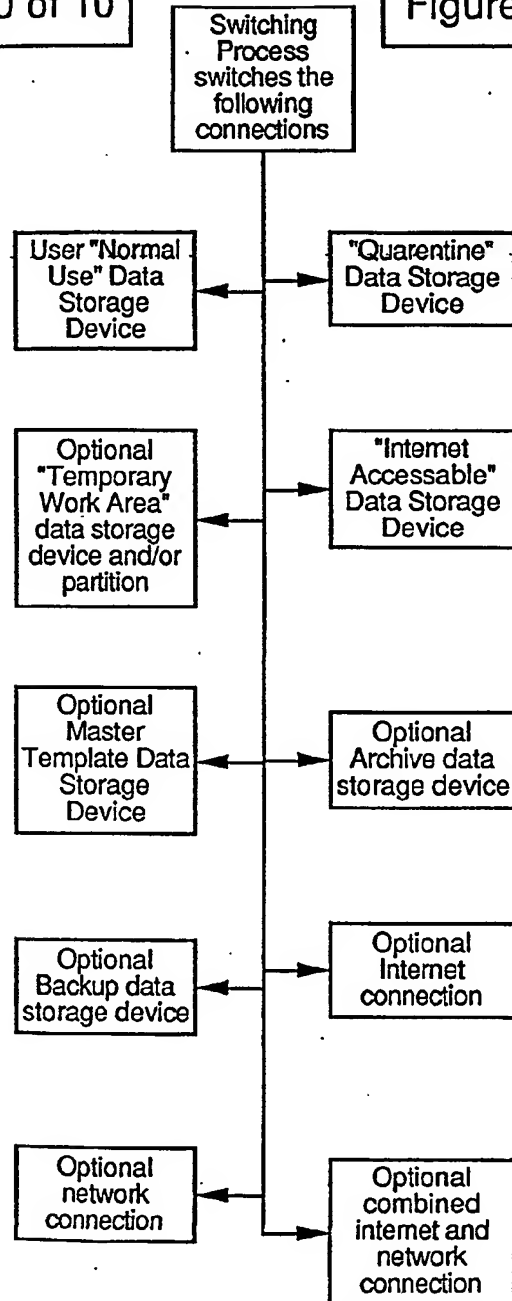 of 10
Figure
Switching
Process
switches the
following
connections
User "Normal
Use" Data
Storage
Device
"Quarentine"
Data Storage
Device
Optional
"Temporary
Work Area"
data storage
device and/or
partition
"Internet
Accessable"
Data Storage
Device
Optional
Master
Template Data
Storage
Device
Optional
Archive data
storage device
Optional
Backup data
storage device
Optional
Internet
connection
Optional
network
connection
Optional
combined
internet and
network
connection